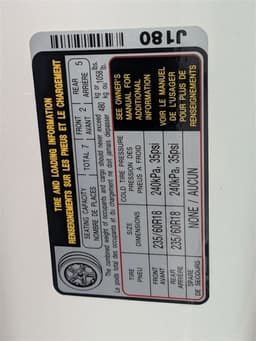 J180
TIRE AND LOADING INFORMATION
RENSEIGNEMENTS SUR LES PNEUS ET LE CHARGEMENT
SEATING CAPACITY
NOMBRE DE PLACES
TOTAL 7
FRONT
AVANT
2
REAR
ARRIÈRE
5
The combined weight of occupants and cargo should never exceed
Le poids total des occupants et du chargement ne doit jamais dépasser
480 kg or/ou 1058 lbs.
TIRE
PNEU
SIZE
DIMENSIONS
COLD TIRE PRESSURE
PRESSION DES
PNEUS À FROID
FRONT
AVANT
235/60R18
240kPa, 35psi
REAR
ARRIÈRE
235/60R18
240kPa, 35psi
SPARE
DE SECOURS
NONE / AUCUN
SEE OWNER'S
MANUAL FOR
ADDITIONAL
INFORMATION
VOIR LE MANUEL
DE L'USAGER
POUR PLUS DE
RENSEIGNEMENTS